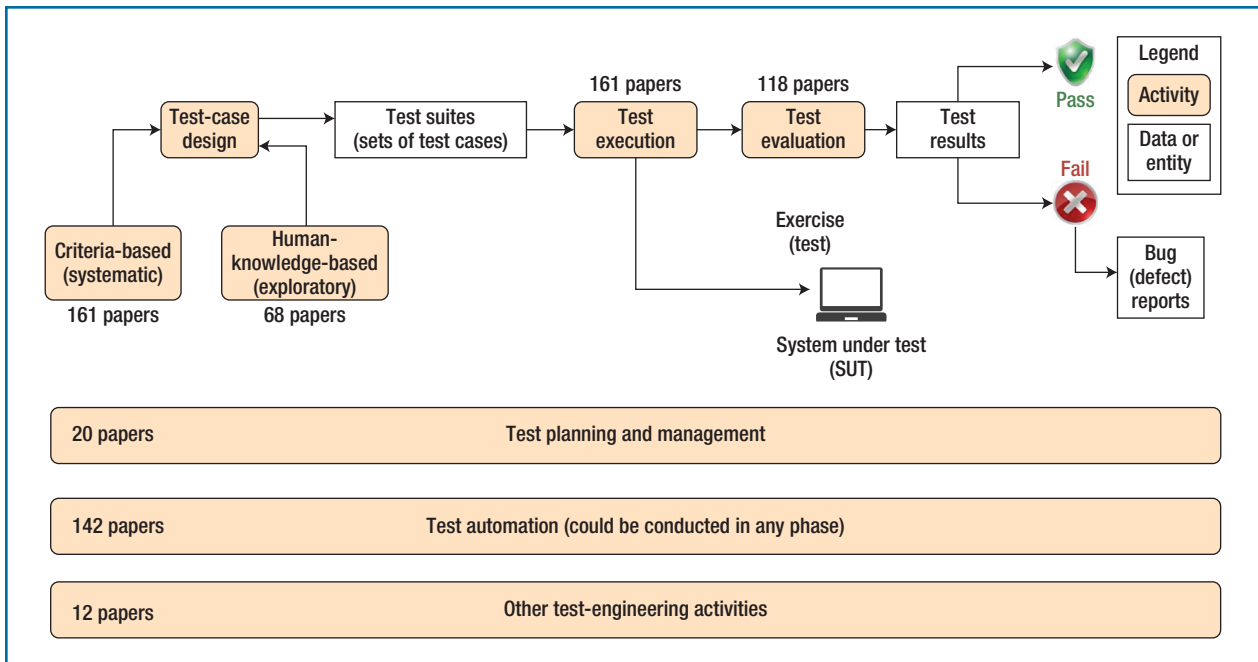 161 papers
118 papers
Test-case
design
Test suites
(sets of test cases)
Test
execution
Test
evaluation
Test
results
Pass
Fail
Legend
Activity
Data or
entity
Criteria-based
(systematic)
161 papers
Human-
knowledge-based
(exploratory)
68 papers
Exercise
(test)
System under test
(SUT)
Bug
(defect)
reports
20 papers
Test planning and management
142 papers
Test automation (could be conducted in any phase)
12 papers
Other test-engineering activities